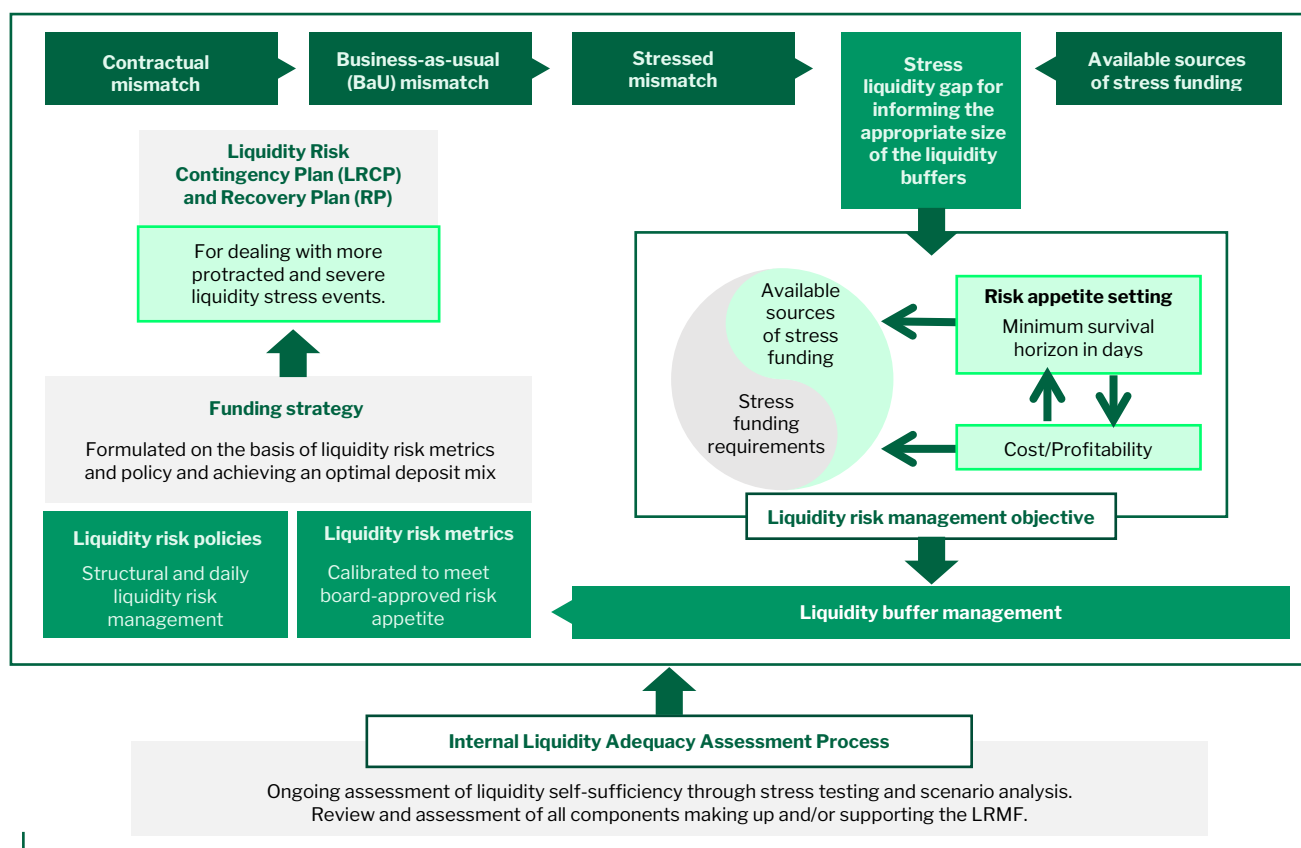 Contractual
mismatch
Business-as-usual
(BaU) mismatch
Stressed
mismatch
Stress
liquidity gap for
informing the
appropriate size
of the liquidity
buffers
Available sources
of stress funding
Liquidity Risk
Contingency Plan (LRCP)
and Recovery Plan (RP)
For dealing with more
protracted and severe
liquidity stress events.
Funding strategy
Formulated on the basis of liquidity risk metrics
and policy and achieving an optimal deposit mix
Liquidity risk policies
Structural and daily
liquidity risk
management
Liquidity risk metrics
Calibrated to meet
board-approved risk
appetite
Available
sources
of stress
funding
Stress
funding
requirements
Risk appetite setting
Minimum survival
horizon in days
Cost/Profitability
Liquidity risk management objective
Liquidity buffer management
Internal Liquidity Adequacy Assessment Process
Ongoing assessment of liquidity self-sufficiency through stress testing and scenario analysis.
Review and assessment of all components making up and/or supporting the LRMF.